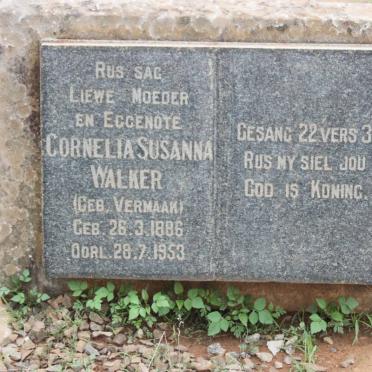 RUS SAG
LIEWE MOEDER
EN EGGENOTE
CORNELIA SUSANNA
WALKER
(GEB. VERMAAK)
GEB. 26.3.1886
OORL. 28.7.1953
GESANG 22 VERS 3
RUS MY SIEL JOU
GOD IS KONING.